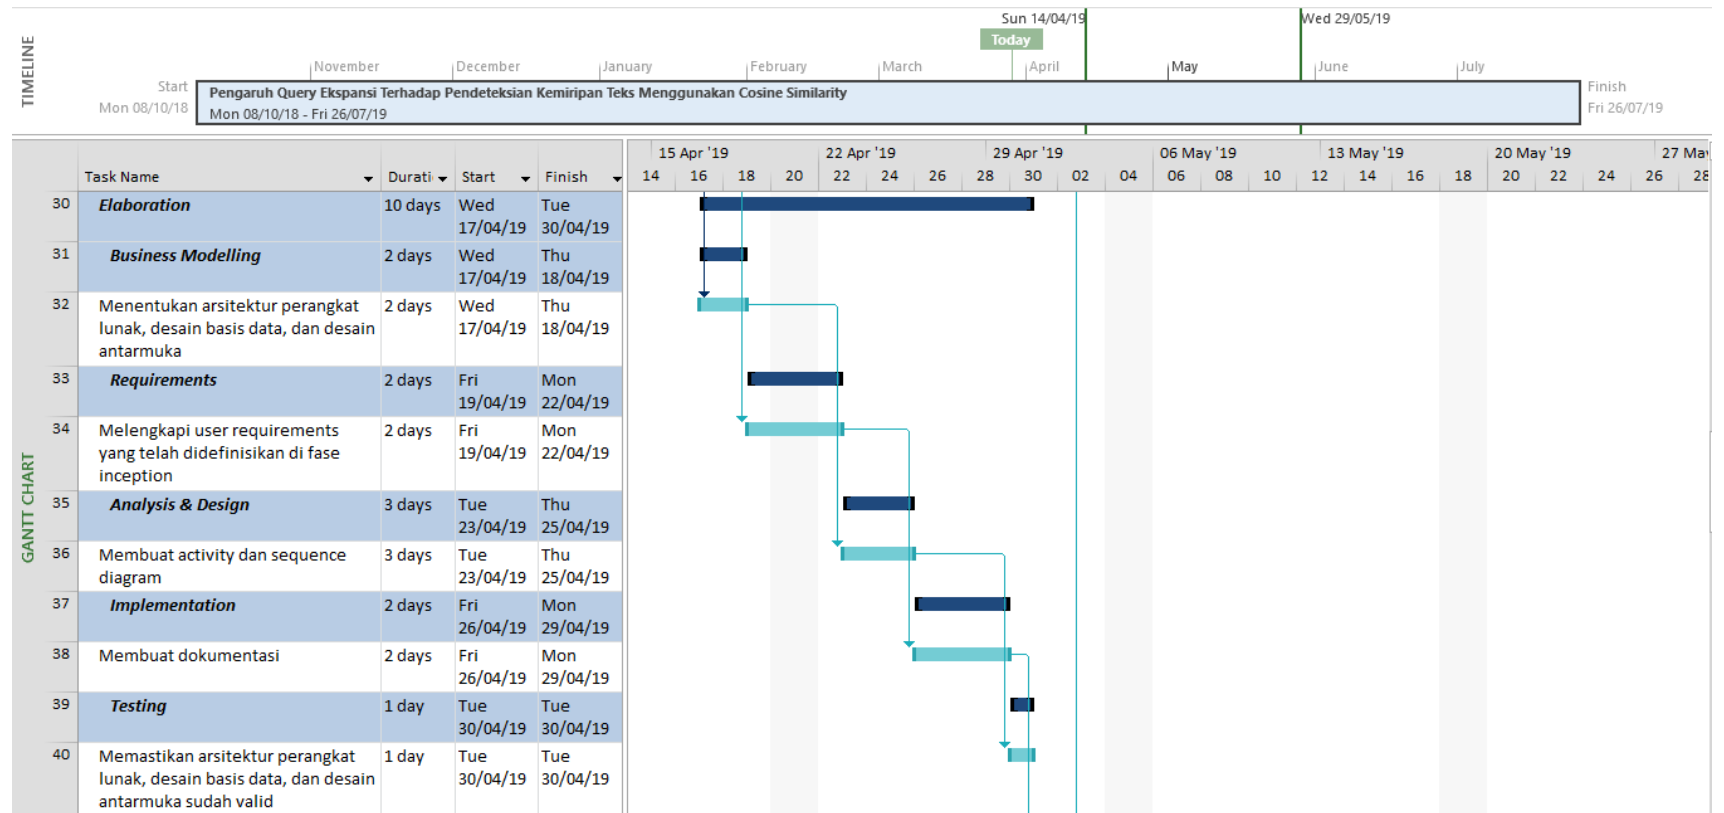 TIMELINE
Sun 14/04/19
Wed 29/05/19
Today
November
December
January
February
March
April
May
June
July
Start
Mon 08/10/18
Pengaruh Query Ekspansi Terhadap Pendeteksian Kemiripan Teks Menggunakan Cosine Similarity
Mon 08/10/18 - Fri 26/07/19
Finish
Fri 26/07/19
GANTT CHART
15 Apr '19 22 Apr '19 29 Apr '19 06 May '19 13 May '19 20 May '19 27 May
Task Name Durati Start Finish
14 16 18 20 22 24 26 28 30 02 04 06 08 10 12 14 16 18 20 22 24 26 28
30 Elaboration 10 days Wed Tue
17/04/19 30/04/19
31 Business Modelling 2 days Wed Thu
17/04/19 18/04/19
32 Menentukan arsitektur perangkat 2 days Wed Thu
lunak, desain basis data, dan desain 17/04/19 18/04/19
antarmuka
33 Requirements 2 days Fri Mon
19/04/19 22/04/19
34 Melengkapi user requirements 2 days Fri Mon
yang telah didefinisikan di fase 19/04/19 22/04/19
inception
35 Analysis & Design 3 days Tue Thu
23/04/19 25/04/19
36 Membuat activity dan sequence 3 days Tue Thu
diagram 23/04/19 25/04/19
37 Implementation 2 days Fri Mon
26/04/19 29/04/19
38 Membuat dokumentasi 2 days Fri Mon
26/04/19 29/04/19
39 Testing 1 day Tue Tue
30/04/19 30/04/19
40 Memastikan arsitektur perangkat 1 day Tue Tue
lunak, desain basis data, dan desain 30/04/19 30/04/19
antarmuka sudah valid